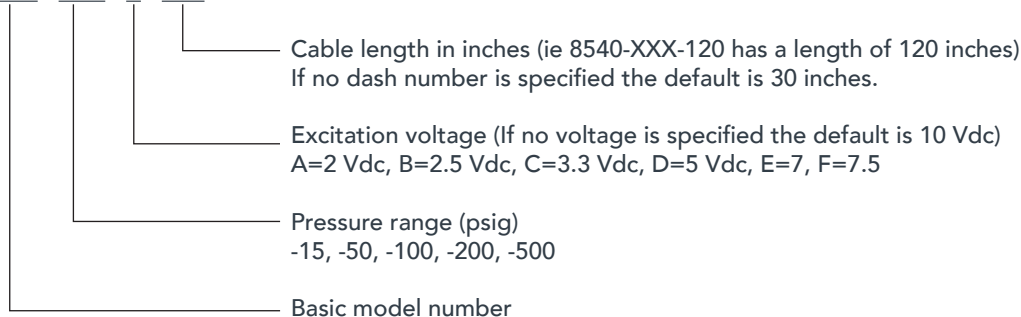 Cable length in inches (ie 8540-XXX-120 has a length of 120 inches)
If no dash number is specified the default is 30 inches.
Excitation voltage (If no voltage is specified the default is 10 Vdc)
A=2 Vdc, B=2.5 Vdc, C=3.3 Vdc, D=5 Vdc, E=7, F=7.5
Pressure range (psig)
-15, -50, -100, -200, -500
Basic model number